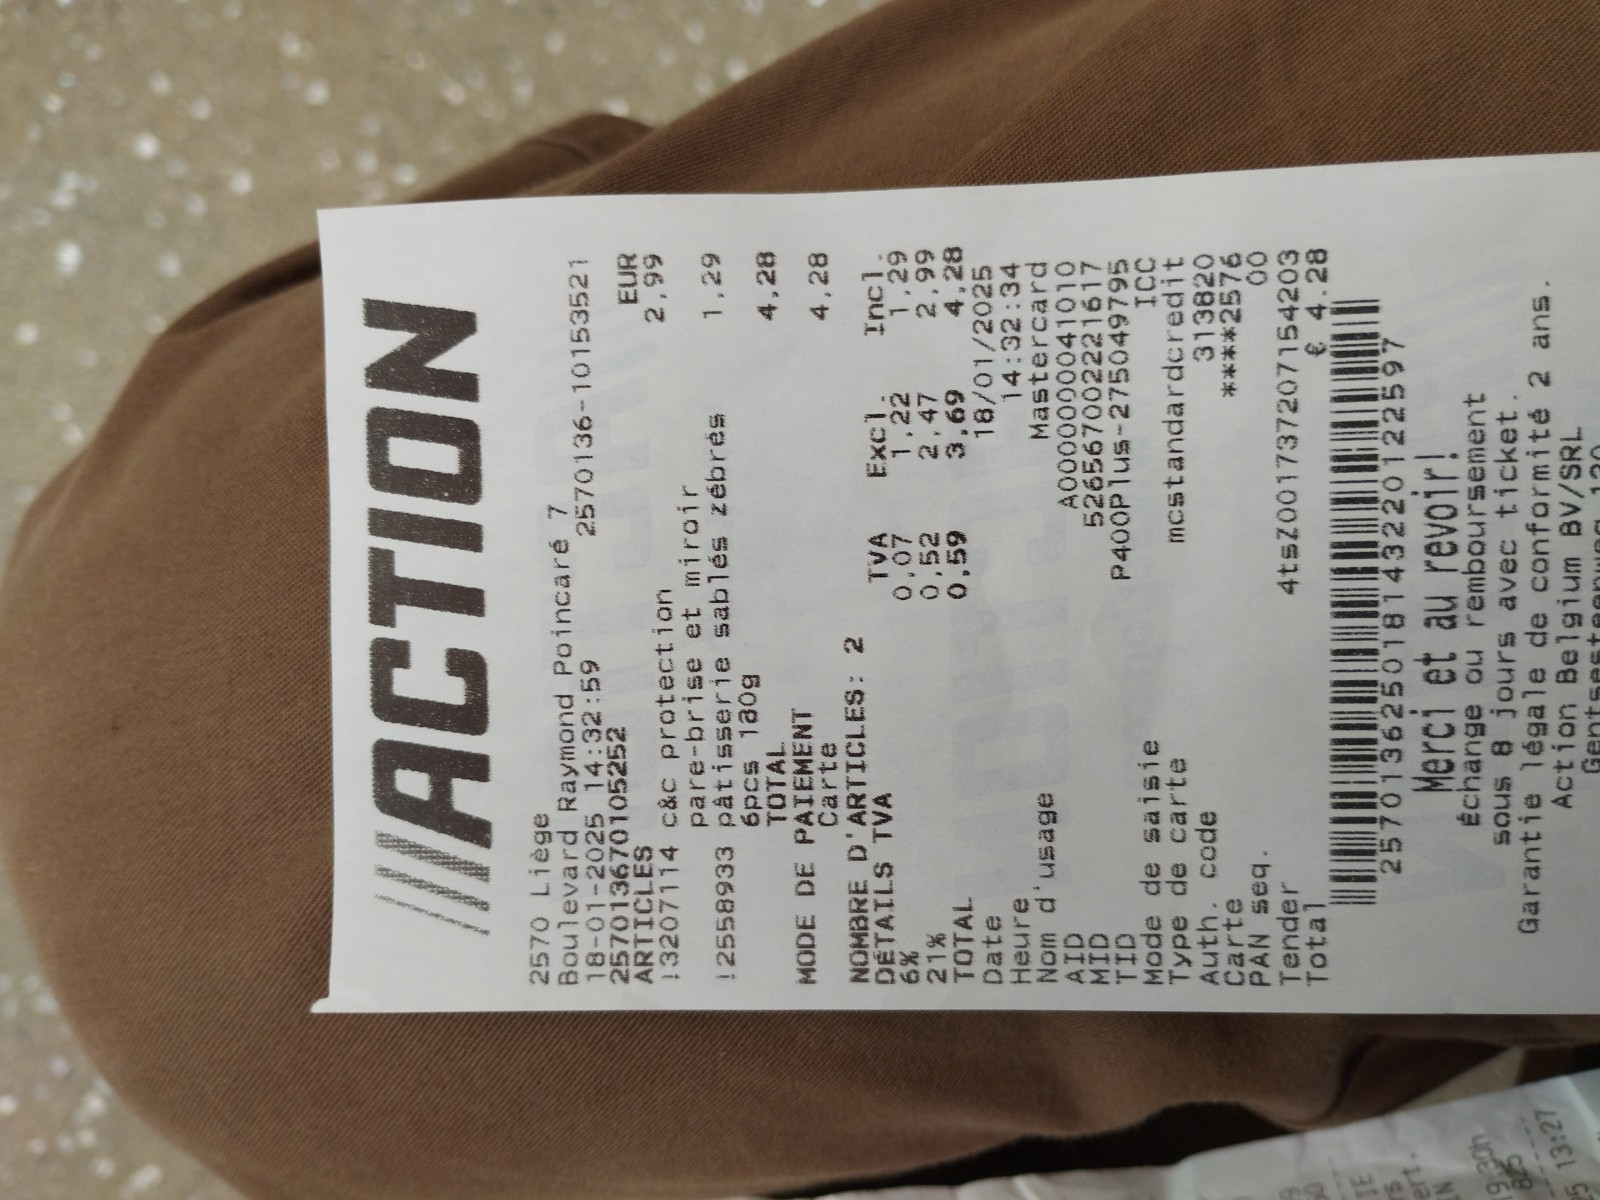 ///ACTION
2570 Liège
Boulevard Raymond Poincaré 7
18-01-2025 14:32:59 2570136-10153521
2570136701052​52
ARTICLES EUR
!3207114 c&c protection 2,99
pare-brise et miroir
!2558933 pâtisserie sablés zébrés 1,29
6pcs 180g
TOTAL 4,28
MODE DE PAIEMENT
Carte 4,28
NOMBRE D'ARTICLES: 2
DÉTAILS TVA TVA Excl. Incl.
6% 0,07 1,22 1,29
21% 0,52 2,47 2,99
TOTAL 0,59 3,69 4,28
Date 18/01/2025
Heure 14:32:34
Nom d'usage Mastercard
AID A0000000041010
MID 526567002221617
TID P400Plus-275049795
Mode de saisie ICC
Type de carte mcstandardcredit
Auth. code 313820
Carte ****2576
PAN seq. 00
Tender 4tsZ001737207154203
Total € 4.28
2570136250181432201​22597
Merci et au revoir!
Échange ou remboursement
sous 8 jours avec ticket.
Garantie légale de conformité 2 ans.
Action Belgium BV/SRL
13:27